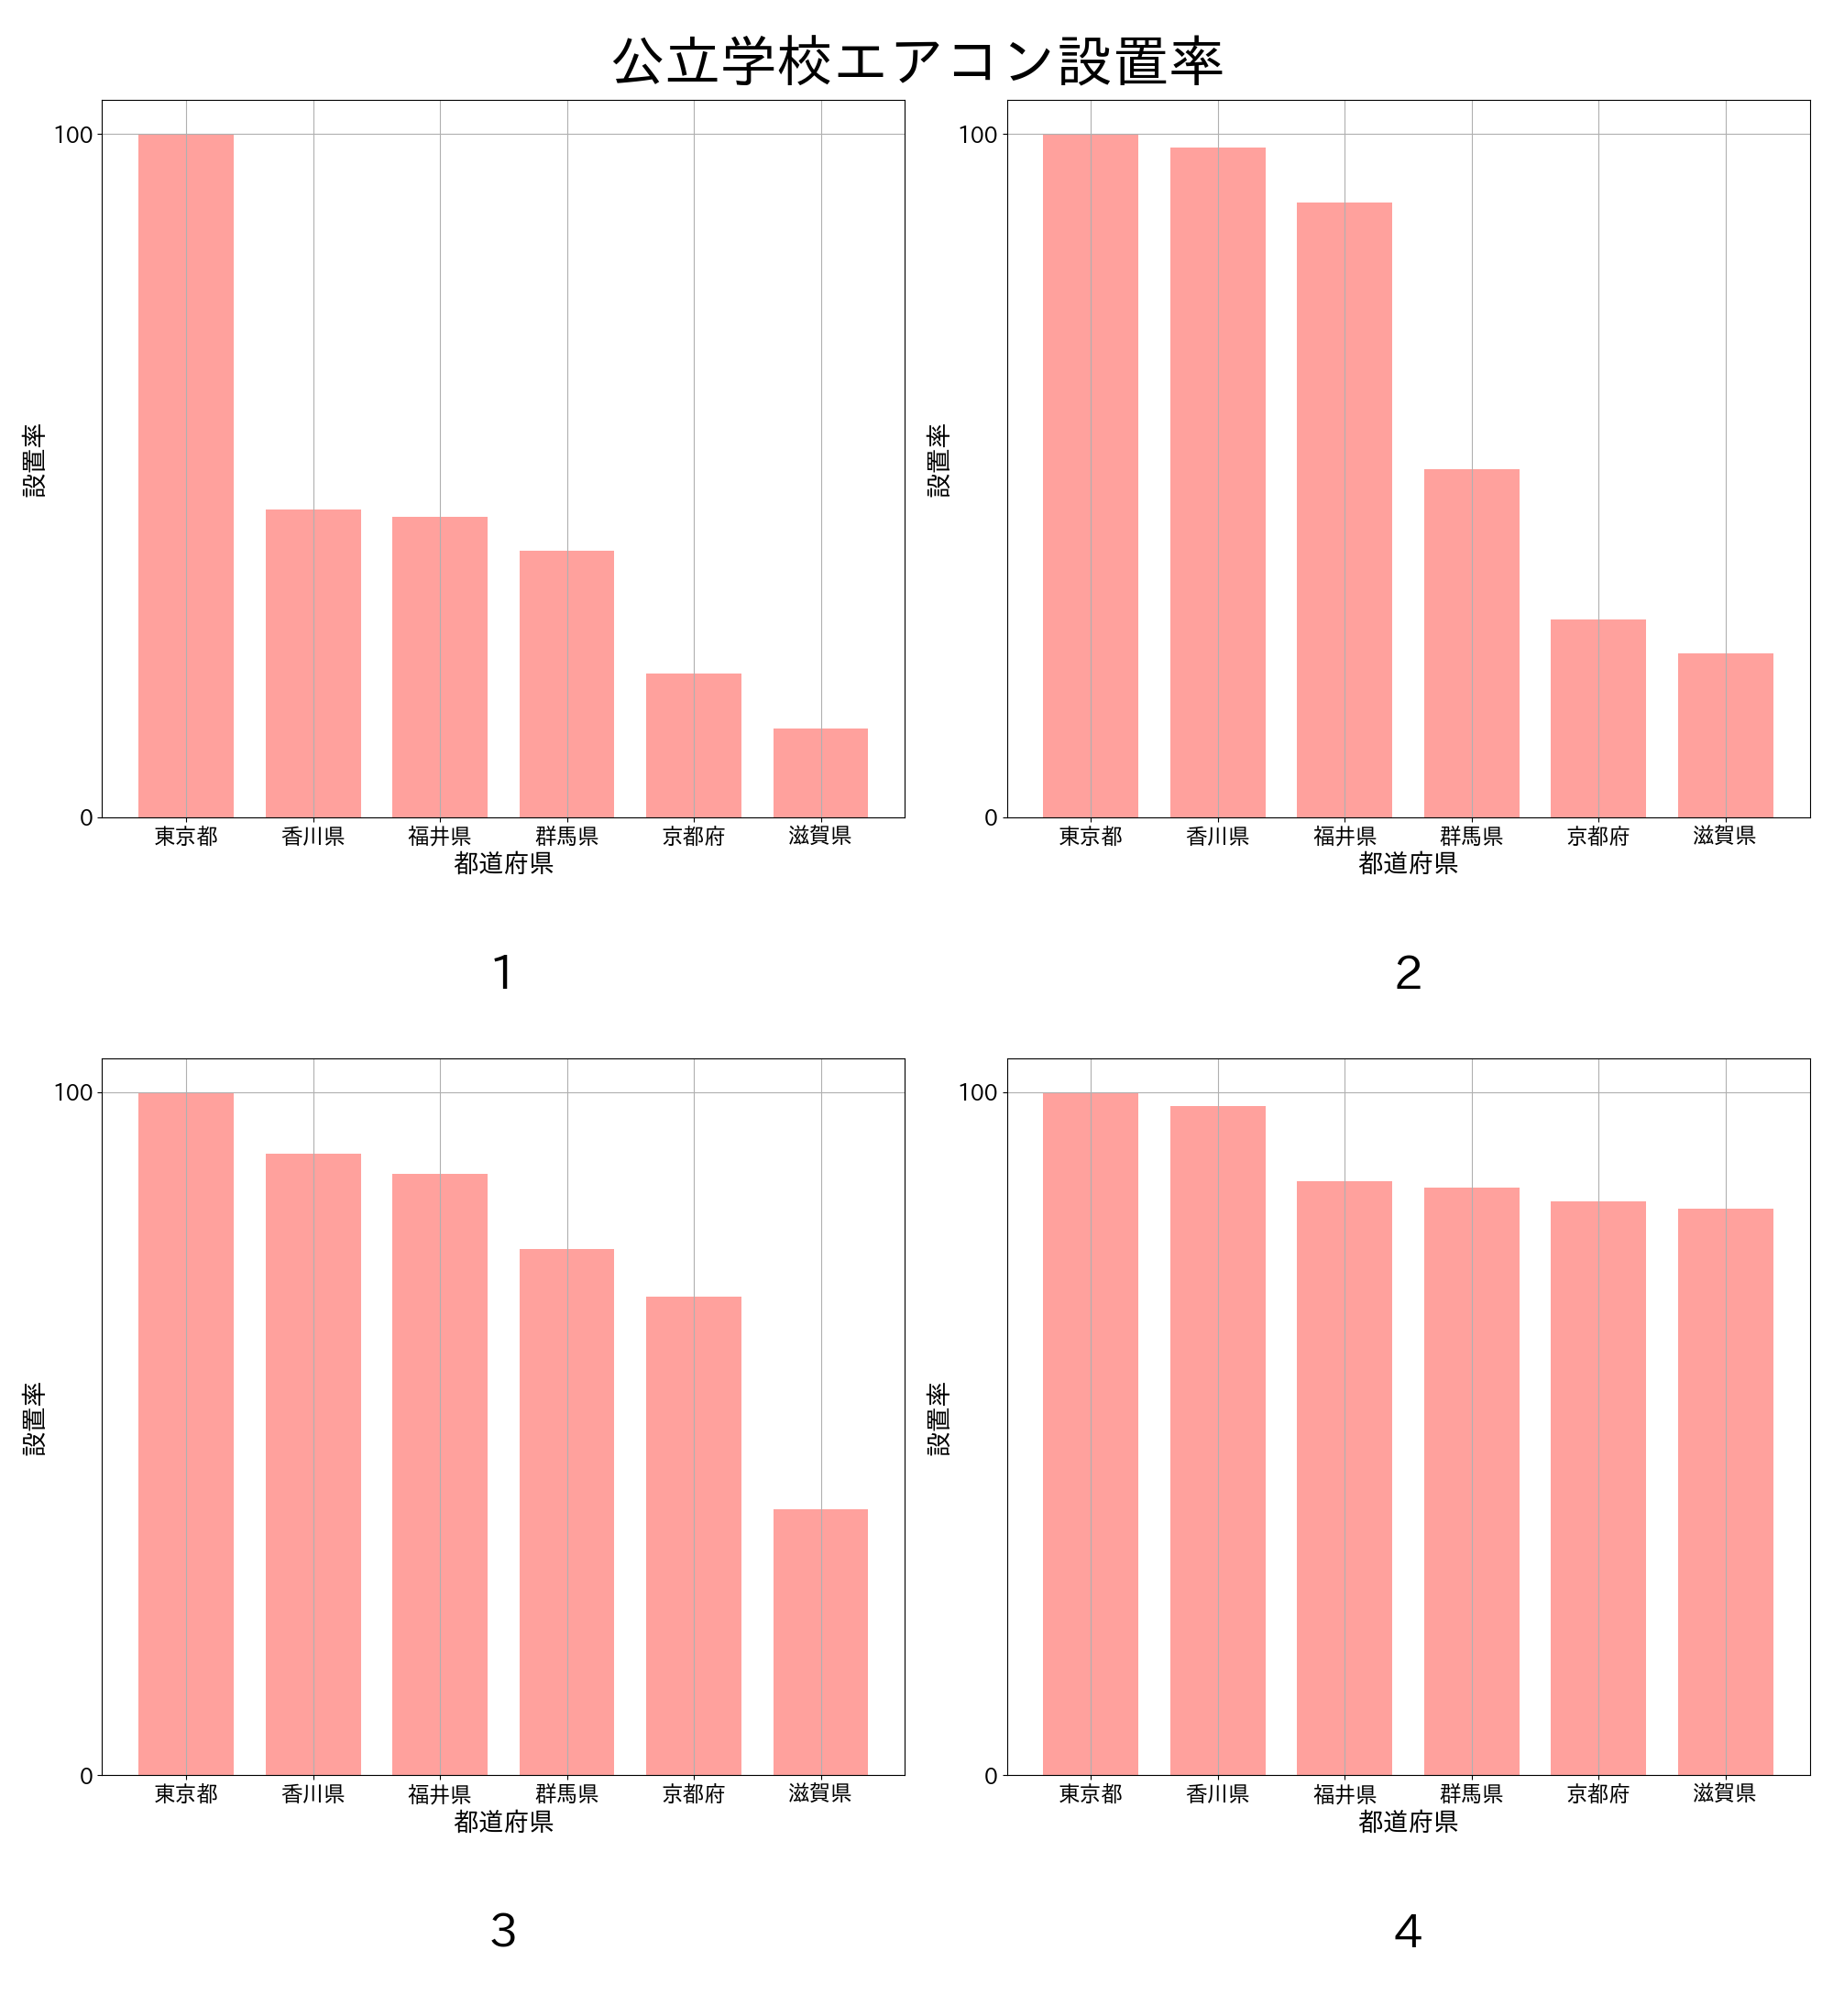 公立学校エアコン設置率
100
設置率
0
東京都 香川県 福井県 群馬県 京都府 滋賀県
都道府県
1
100
設置率
0
東京都 香川県 福井県 群馬県 京都府 滋賀県
都道府県
2
100
設置率
0
東京都 香川県 福井県 群馬県 京都府 滋賀県
都道府県
3
100
設置率
0
東京都 香川県 福井県 群馬県 京都府 滋賀県
都道府県
4